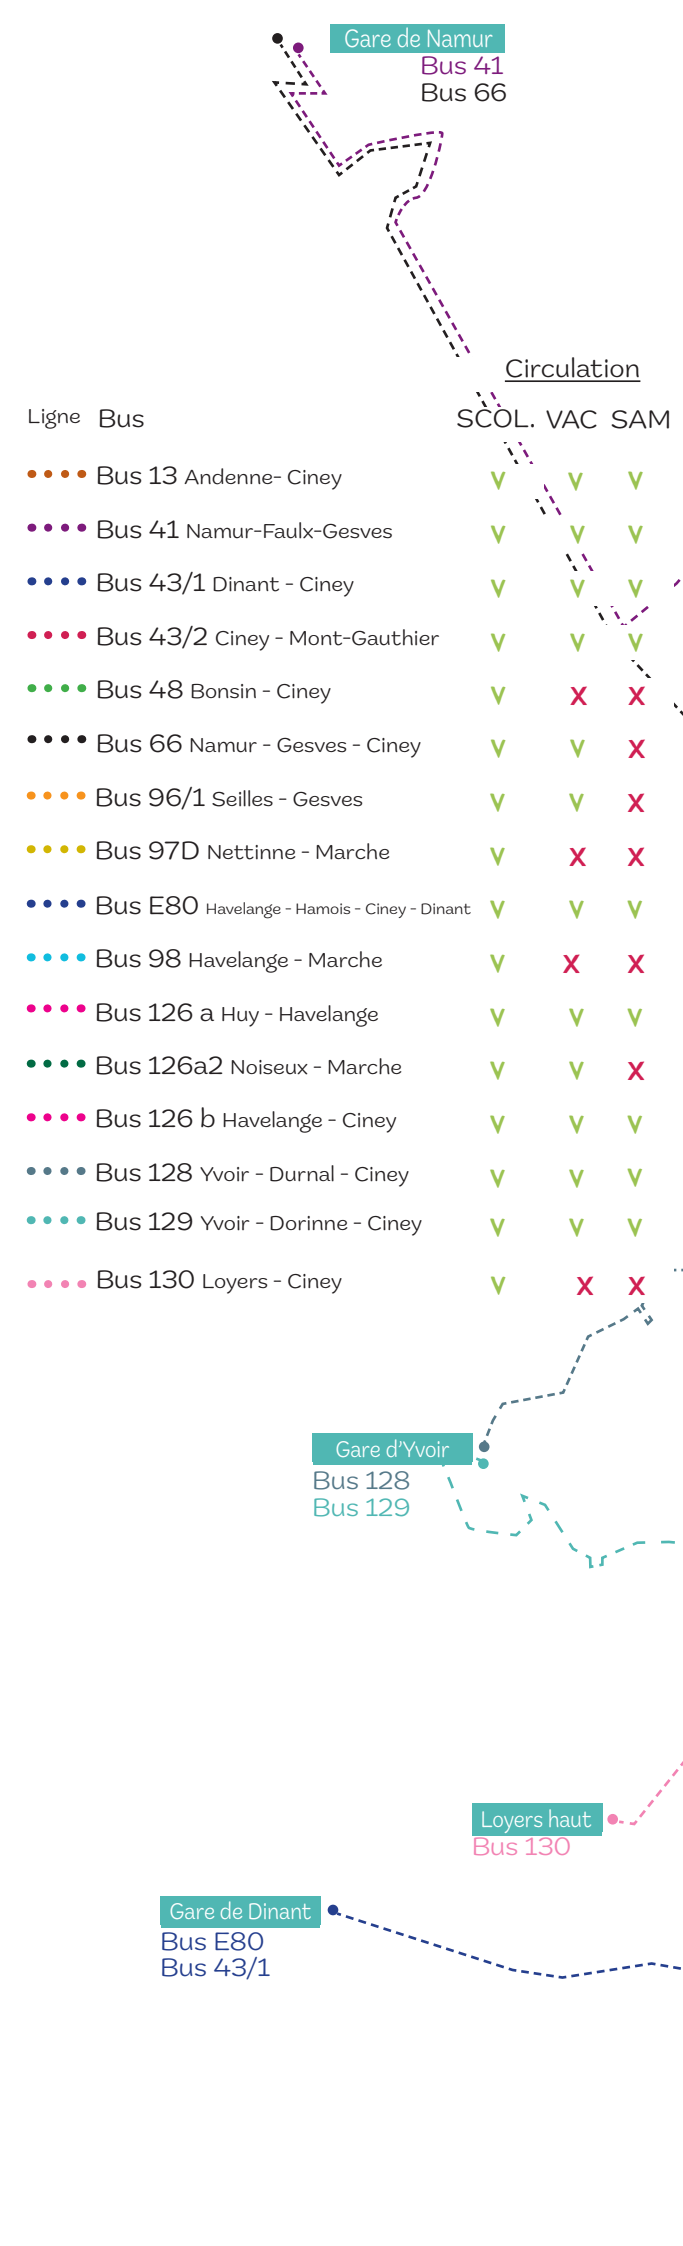 Gare de Namur
Bus 41
Bus 66
Circulation
Ligne Bus SCOL. VAC SAM
Bus 13 Andenne- Ciney V V V
Bus 41 Namur-Faulx-Gesves V V V
Bus 43/1 Dinant - Ciney V V V
Bus 43/2 Ciney - Mont-Gauthier V V V
Bus 48 Bonsin - Ciney V X X
Bus 66 Namur - Gesves - Ciney V V X
Bus 96/1 Seilles - Gesves V V X
Bus 97D Nettinne - Marche V X X
Bus E80 Havelange - Hamois - Ciney - Dinant V V V
Bus 98 Havelange - Marche V X X
Bus 126 a Huy - Havelange V V V
Bus 126a2 Noiseux - Marche V V X
Bus 126 b Havelange - Ciney V V V
Bus 128 Yvoir - Durnal - Ciney V V V
Bus 129 Yvoir - Dorinne - Ciney V V V
Bus 130 Loyers - Ciney V X X
Gare d'Yvoir
Bus 128
Bus 129
Loyers haut
Bus 130
Gare de Dinant
Bus E80
Bus 43/1